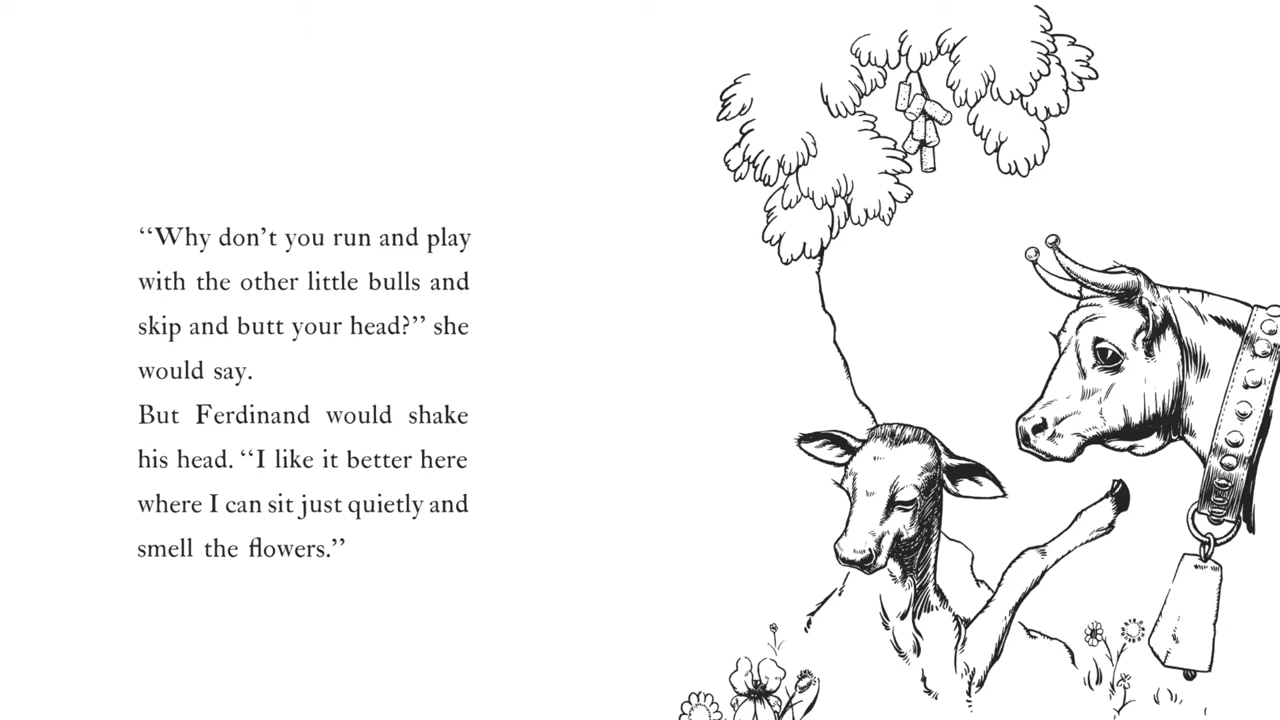 “Why don’t you run and play
with the other little bulls and
skip and butt your head?” she
would say.
But Ferdinand would shake
his head. “I like it better here
where I can sit just quietly and
smell the flowers.”